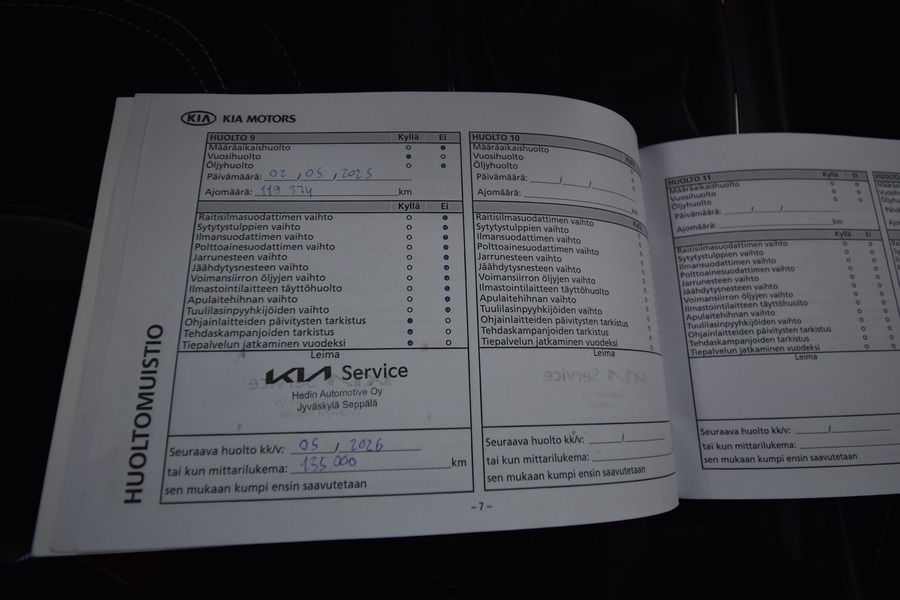 KIA KIA MOTORS
HUOLTO 9 Kyllä Ei
Määräaikaishuolto
Vuosihuolto
Öljyhuolto
Päivämäärä: 02 , 05 , 2025
Ajomäärä: 119 374 km
Kyllä Ei
Raitisilmasuodattimen vaihto
Sytytystulppien vaihto
Ilmansuodattimen vaihto
Polttoainesuodattimen vaihto
Jarrunesteen vaihto
Jäähdytysnesteen vaihto
Voimansiirron öljyjen vaihto
Ilmastointilaitteen täyttöhuolto
Apulaitehihnan vaihto
Tuulilasinpyyhkijöiden vaihto
Ohjainlaitteiden päivitysten tarkistus
Tehdaskampanjoiden tarkistus
Tiepalvelun jatkaminen vuodeksi
Leima
KIA Service
Hedin Automotive Oy
Jyväskylä Seppälä
Seuraava huolto kk/v: 05 / 2026
tai kun mittarilukema: 135 000 km
sen mukaan kumpi ensin saavutetaan
HUOLTOMUISTIO
HUOLTO 10
Määräaikaishuolto
Vuosihuolto
Öljyhuolto
Päivämäärä: / /
Ajomäärä:
Raitisilmasuodattimen vaihto
Sytytystulppien vaihto
Ilmansuodattimen vaihto
Polttoainesuodattimen vaihto
Jarrunesteen vaihto
Jäähdytysnesteen vaihto
Voimansiirron öljyjen vaihto
Ilmastointilaitteen täyttöhuolto
Apulaitehihnan vaihto
Tuulilasinpyyhkijöiden vaihto
Ohjainlaitteiden päivitysten tarkistus
Tehdaskampanjoiden tarkistus
Tiepalvelun jatkaminen vuodeksi
Leima
Seuraava huolto kk/v: /
tai kun mittarilukema:
sen mukaan kumpi ensin saavutetaan
- 7 -
HUOLTO 11 Kyllä Ei
Määräaikaishuolto
Vuosihuolto
Öljyhuolto
Päivämäärä: / /
Ajomäärä: km
Kyllä Ei
Raitisilmasuodattimen vaihto
Sytytystulppien vaihto
Ilmansuodattimen vaihto
Polttoainesuodattimen vaihto
Jarrunesteen vaihto
Jäähdytysnesteen vaihto
Voimansiirron öljyjen vaihto
Ilmastointilaitteen täyttöhuolto
Apulaitehihnan vaihto
Tuulilasinpyyhkijöiden vaihto
Ohjainlaitteiden päivitysten tarkistus
Tehdaskampanjoiden tarkistus
Tiepalvelun jatkaminen vuodeksi
Leima
Seuraava huolto kk/v: /
tai kun mittarilukema: km
sen mukaan kumpi ensin saavutetaan